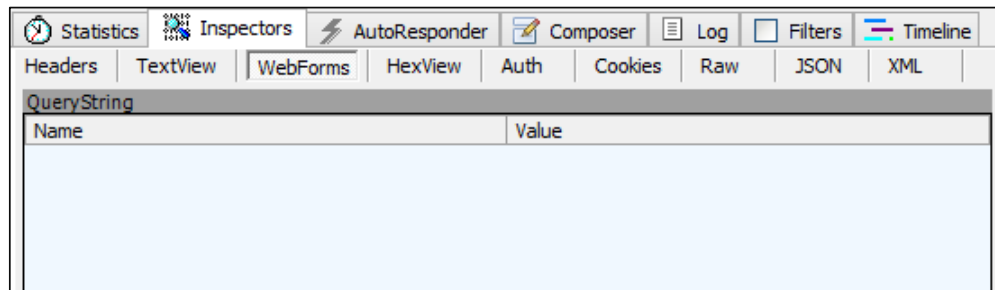 Statistics Inspectors AutoResponder Composer Log Filters Timeline
Headers TextView WebForms HexView Auth Cookies Raw JSON XML
QueryString
Name Value